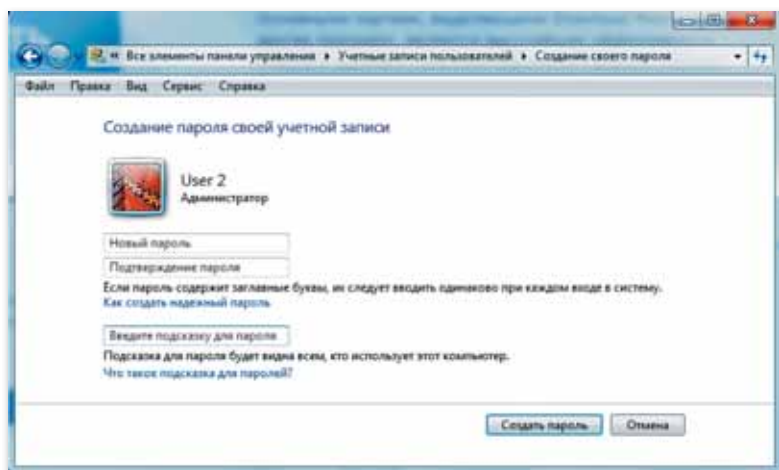 « Все элементы панели управления ▸ Учетные записи пользователей ▸ Создание своего пароля
Файл Правка Вид Сервис Справка
Создание пароля своей учетной записи
User 2
Администратор
Новый пароль
Подтверждение пароля
Если пароль содержит заглавные буквы, их следует вводить одинаково при каждом входе в систему.
Как создать надежный пароль
Введите подсказку для пароля
Подсказка для пароля будет видна всем, кто использует этот компьютер.
Что такое подсказка для паролей?
Создать пароль Отмена